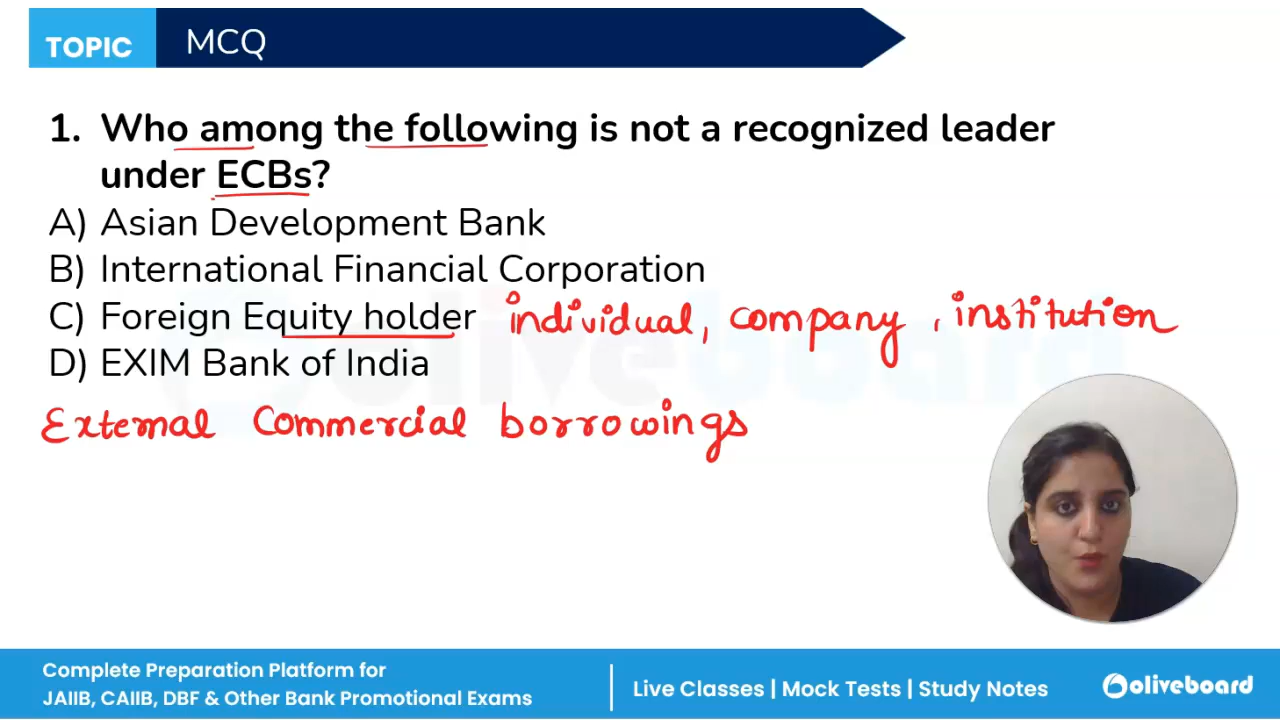 TOPIC MCQ
1. Who among the following is not a recognized leader
under ECBs?
A) Asian Development Bank
B) International Financial Corporation
C) Foreign Equity holder individual, company, institution
D) EXIM Bank of India
External Commercial borrowings
oliveboard
Complete Preparation Platform for
JAIIB, CAIIB, DBF & Other Bank Promotional Exams
Live Classes | Mock Tests | Study Notes
oliveboard